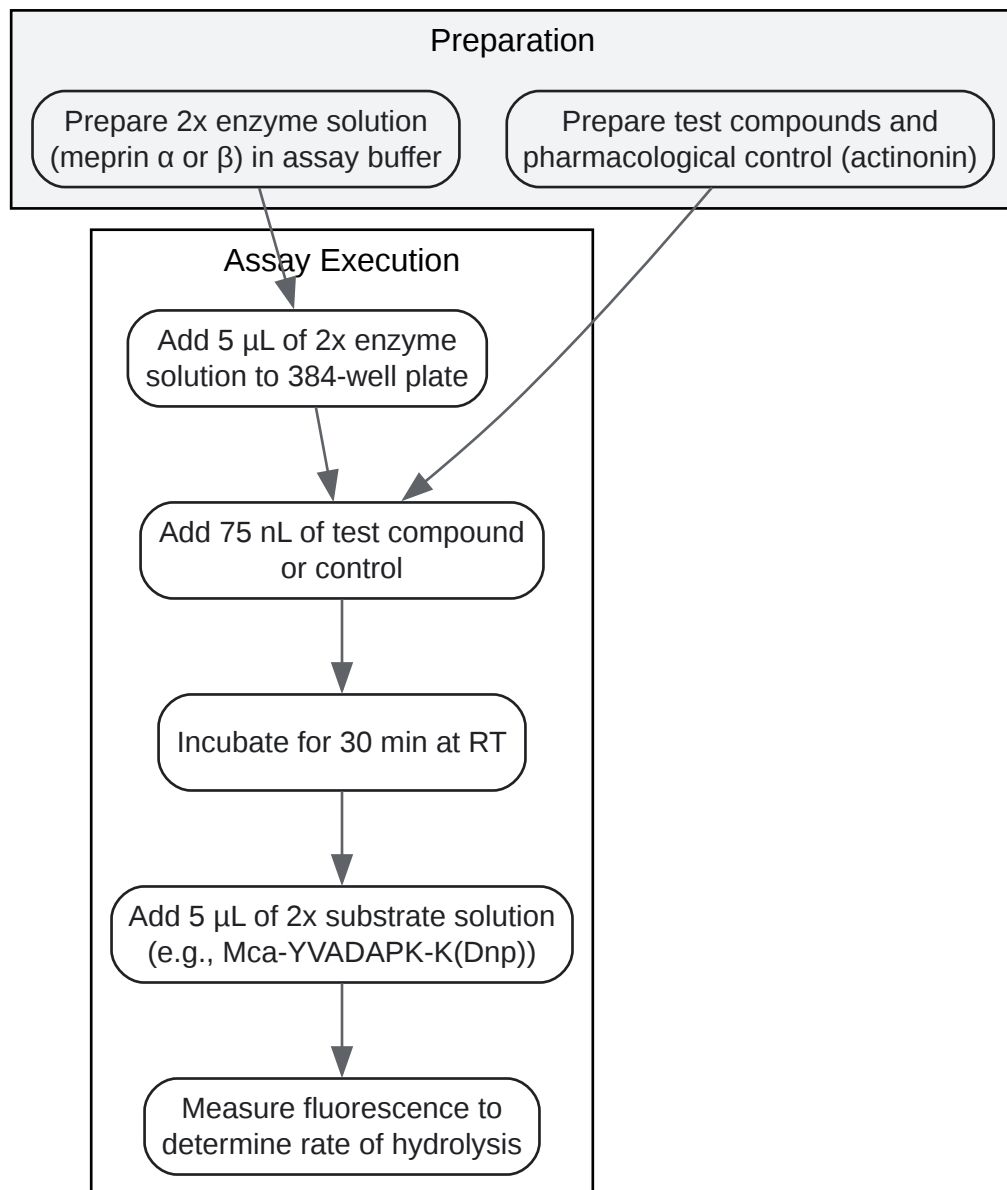 Preparation
Prepare 2x enzyme solution
(meprin α or β) in assay buffer
Prepare test compounds and
pharmacological control (actinonin)
Assay Execution
Add 5 µL of 2x enzyme
solution to 384-well plate
Add 75 nL of test compound
or control
Incubate for 30 min at RT
Add 5 µL of 2x substrate solution
(e.g., Mca-YVADAPK-K(Dnp))
Measure fluorescence to
determine rate of hydrolysis